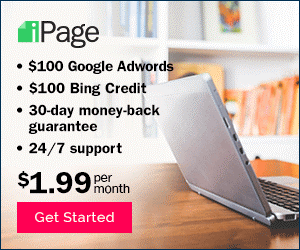 iPage
• $100 Google Adwords
• $100 Bing Credit
• 30-day money-back
guarantee
• 24/7 support
$1.99 per
month
Get Started